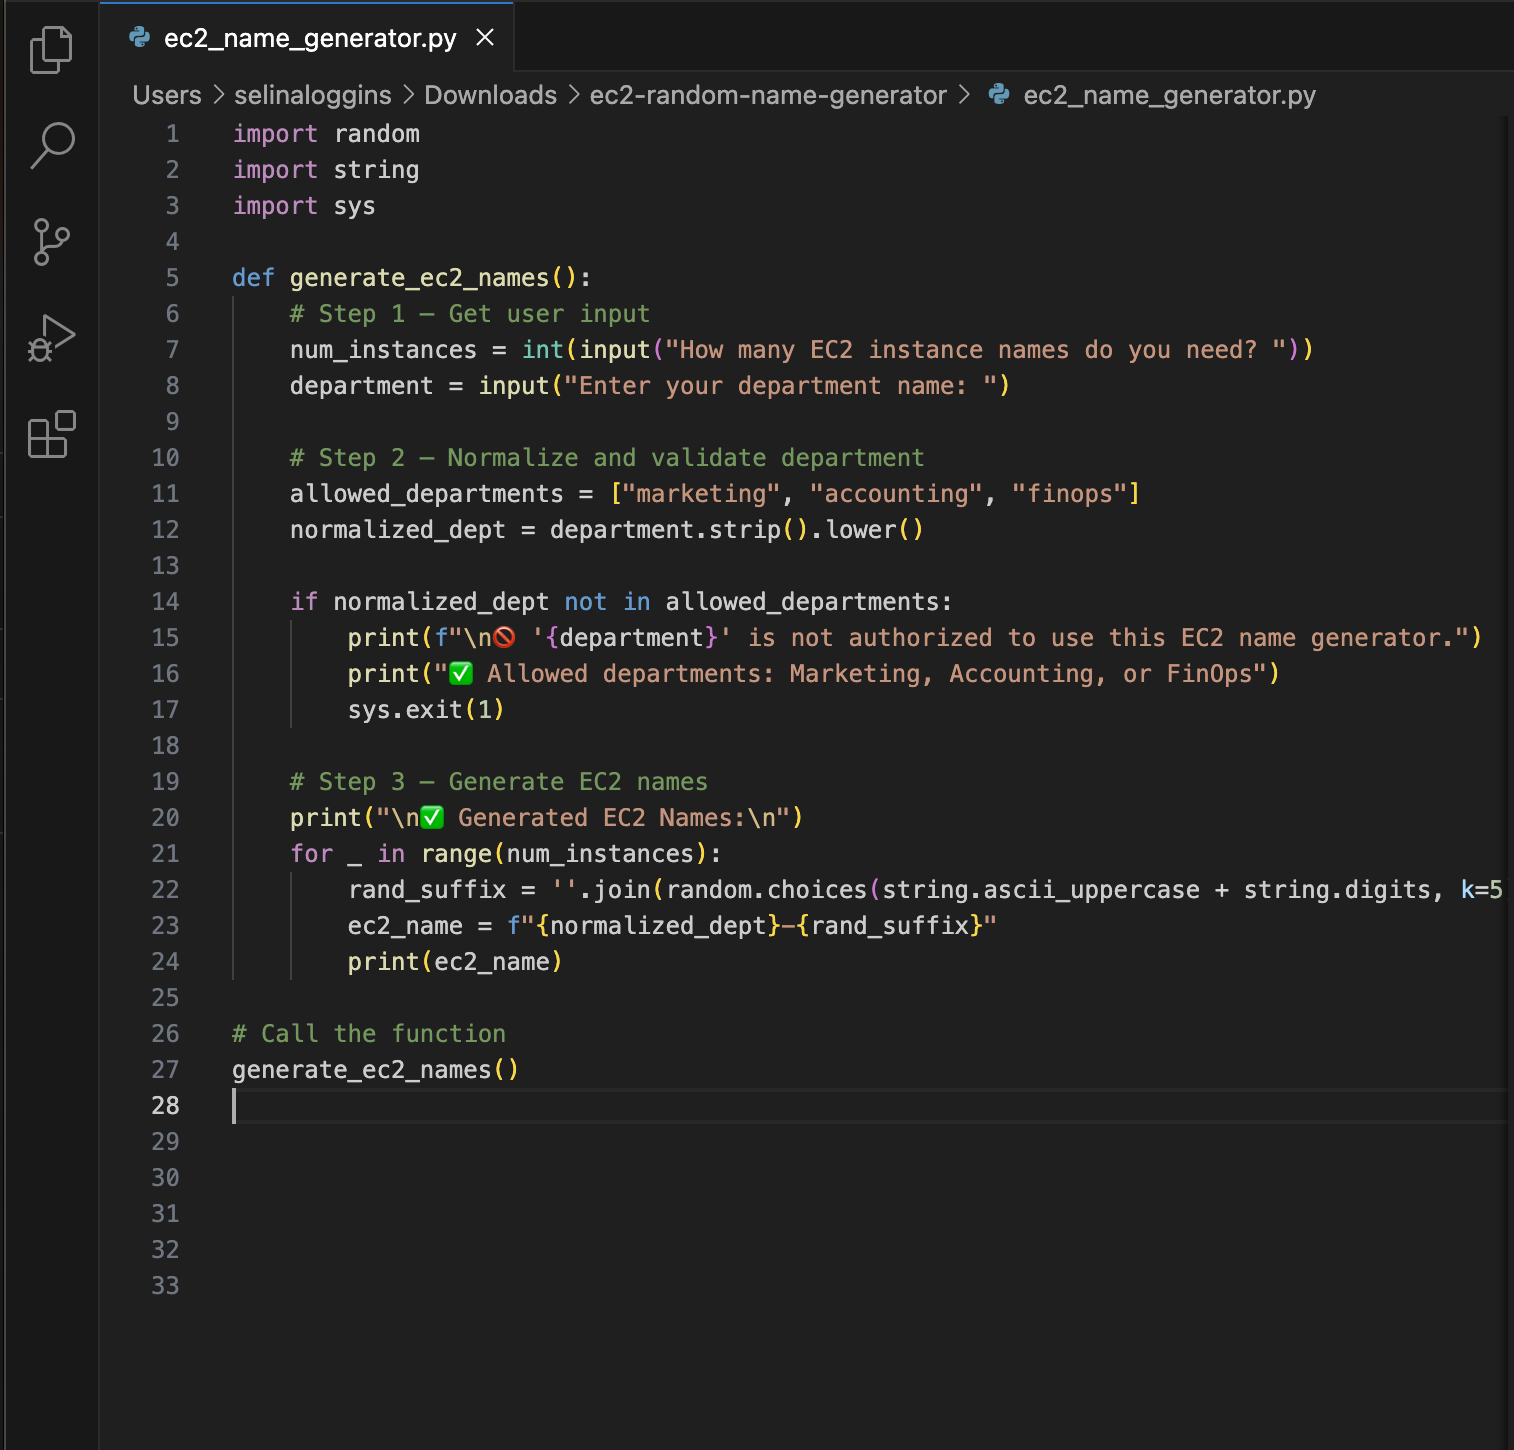 ec2_name_generator.py ×
Users > selinaloggins > Downloads > ec2-random-name-generator > ec2_name_generator.py
1 import random
2 import string
3 import sys
4
5 def generate_ec2_names():
6     # Step 1 – Get user input
7     num_instances = int(input("How many EC2 instance names do you need? "))
8     department = input("Enter your department name: ")
9
10     # Step 2 – Normalize and validate department
11     allowed_departments = ["marketing", "accounting", "finops"]
12     normalized_dept = department.strip().lower()
13
14     if normalized_dept not in allowed_departments:
15         print(f"\n🚫 '{department}' is not authorized to use this EC2 name generator.")
16         print("✅ Allowed departments: Marketing, Accounting, or FinOps")
17         sys.exit(1)
18
19     # Step 3 – Generate EC2 names
20     print("\n✅ Generated EC2 Names:\n")
21     for _ in range(num_instances):
22         rand_suffix = ''.join(random.choices(string.ascii_uppercase + string.digits, k=5
23         ec2_name = f"{normalized_dept}-{rand_suffix}"
24         print(ec2_name)
25
26 # Call the function
27 generate_ec2_names()
28
29
30
31
32
33